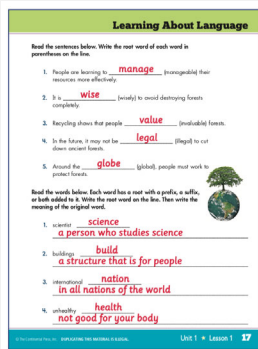 Learning About Language
Read the sentences below. Write the root word of each word in
parentheses on the line.
1. People are learning to manage (manageable) their
resources more effectively.
2. It is wise (wisely) to avoid destroying forests
completely.
3. Recycling shows that people value (invaluable) forests.
4. In the future, it may not be legal (illegal) to cut
down ancient forests.
5. Around the globe (global), people must work to
protect forests.
Read the words below. Each word has a root with a prefix, a suffix,
or both added to it. Write the root word on the line. Then write the
meaning of the original word.
1. scientist science
a person who studies science
2. buildings build
a structure that is for people
3. international nation
in all nations of the world
4. unhealthy health
not good for your body
DUPLICATING THIS MATERIAL IS ILLEGAL.
Unit 1 ★ Lesson 1 17